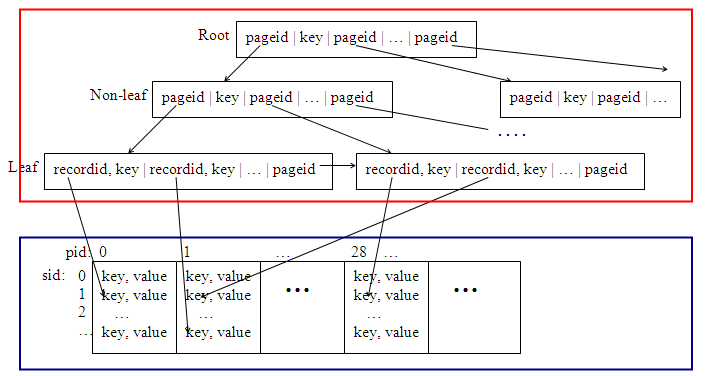 Root pageid | key | pageid | … | pageid
Non-leaf pageid | key | pageid | … | pageid pageid | key | pageid | …
....
Leaf recordid, key | recordid, key | … | pageid recordid, key | recordid, key | … | pageid
pid: 0 1 … 28 …
sid: 0 key, value key, value ... key, value ...
1 key, value key, value key, value
2 … … …
… key, value key, value key, value